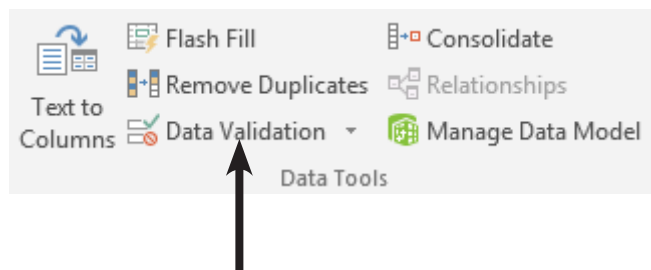 Text to
Columns
Flash Fill
Remove Duplicates
Data Validation
Consolidate
Relationships
Manage Data Model
Data Tools